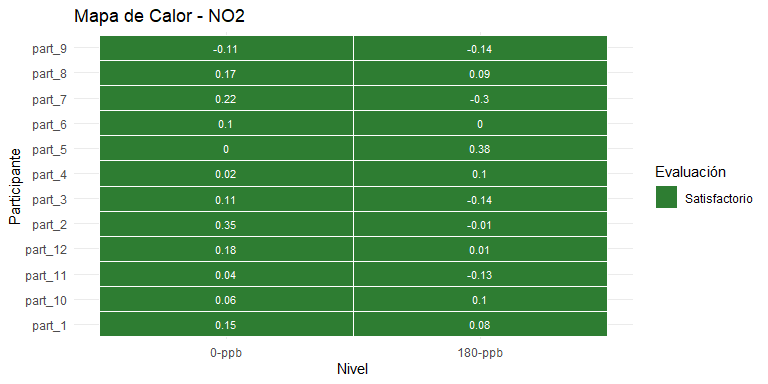 Mapa de Calor - NO2
Participante
part_9 -0.11 -0.14
part_8 0.17 0.09
part_7 0.22 -0.3
part_6 0.1 0
part_5 0 0.38
part_4 0.02 0.1
part_3 0.11 -0.14
part_2 0.35 -0.01
part_12 0.18 0.01
part_11 0.04 -0.13
part_10 0.06 0.1
part_1 0.15 0.08
0-ppb 180-ppb
Nivel
Evaluación
Satisfactorio